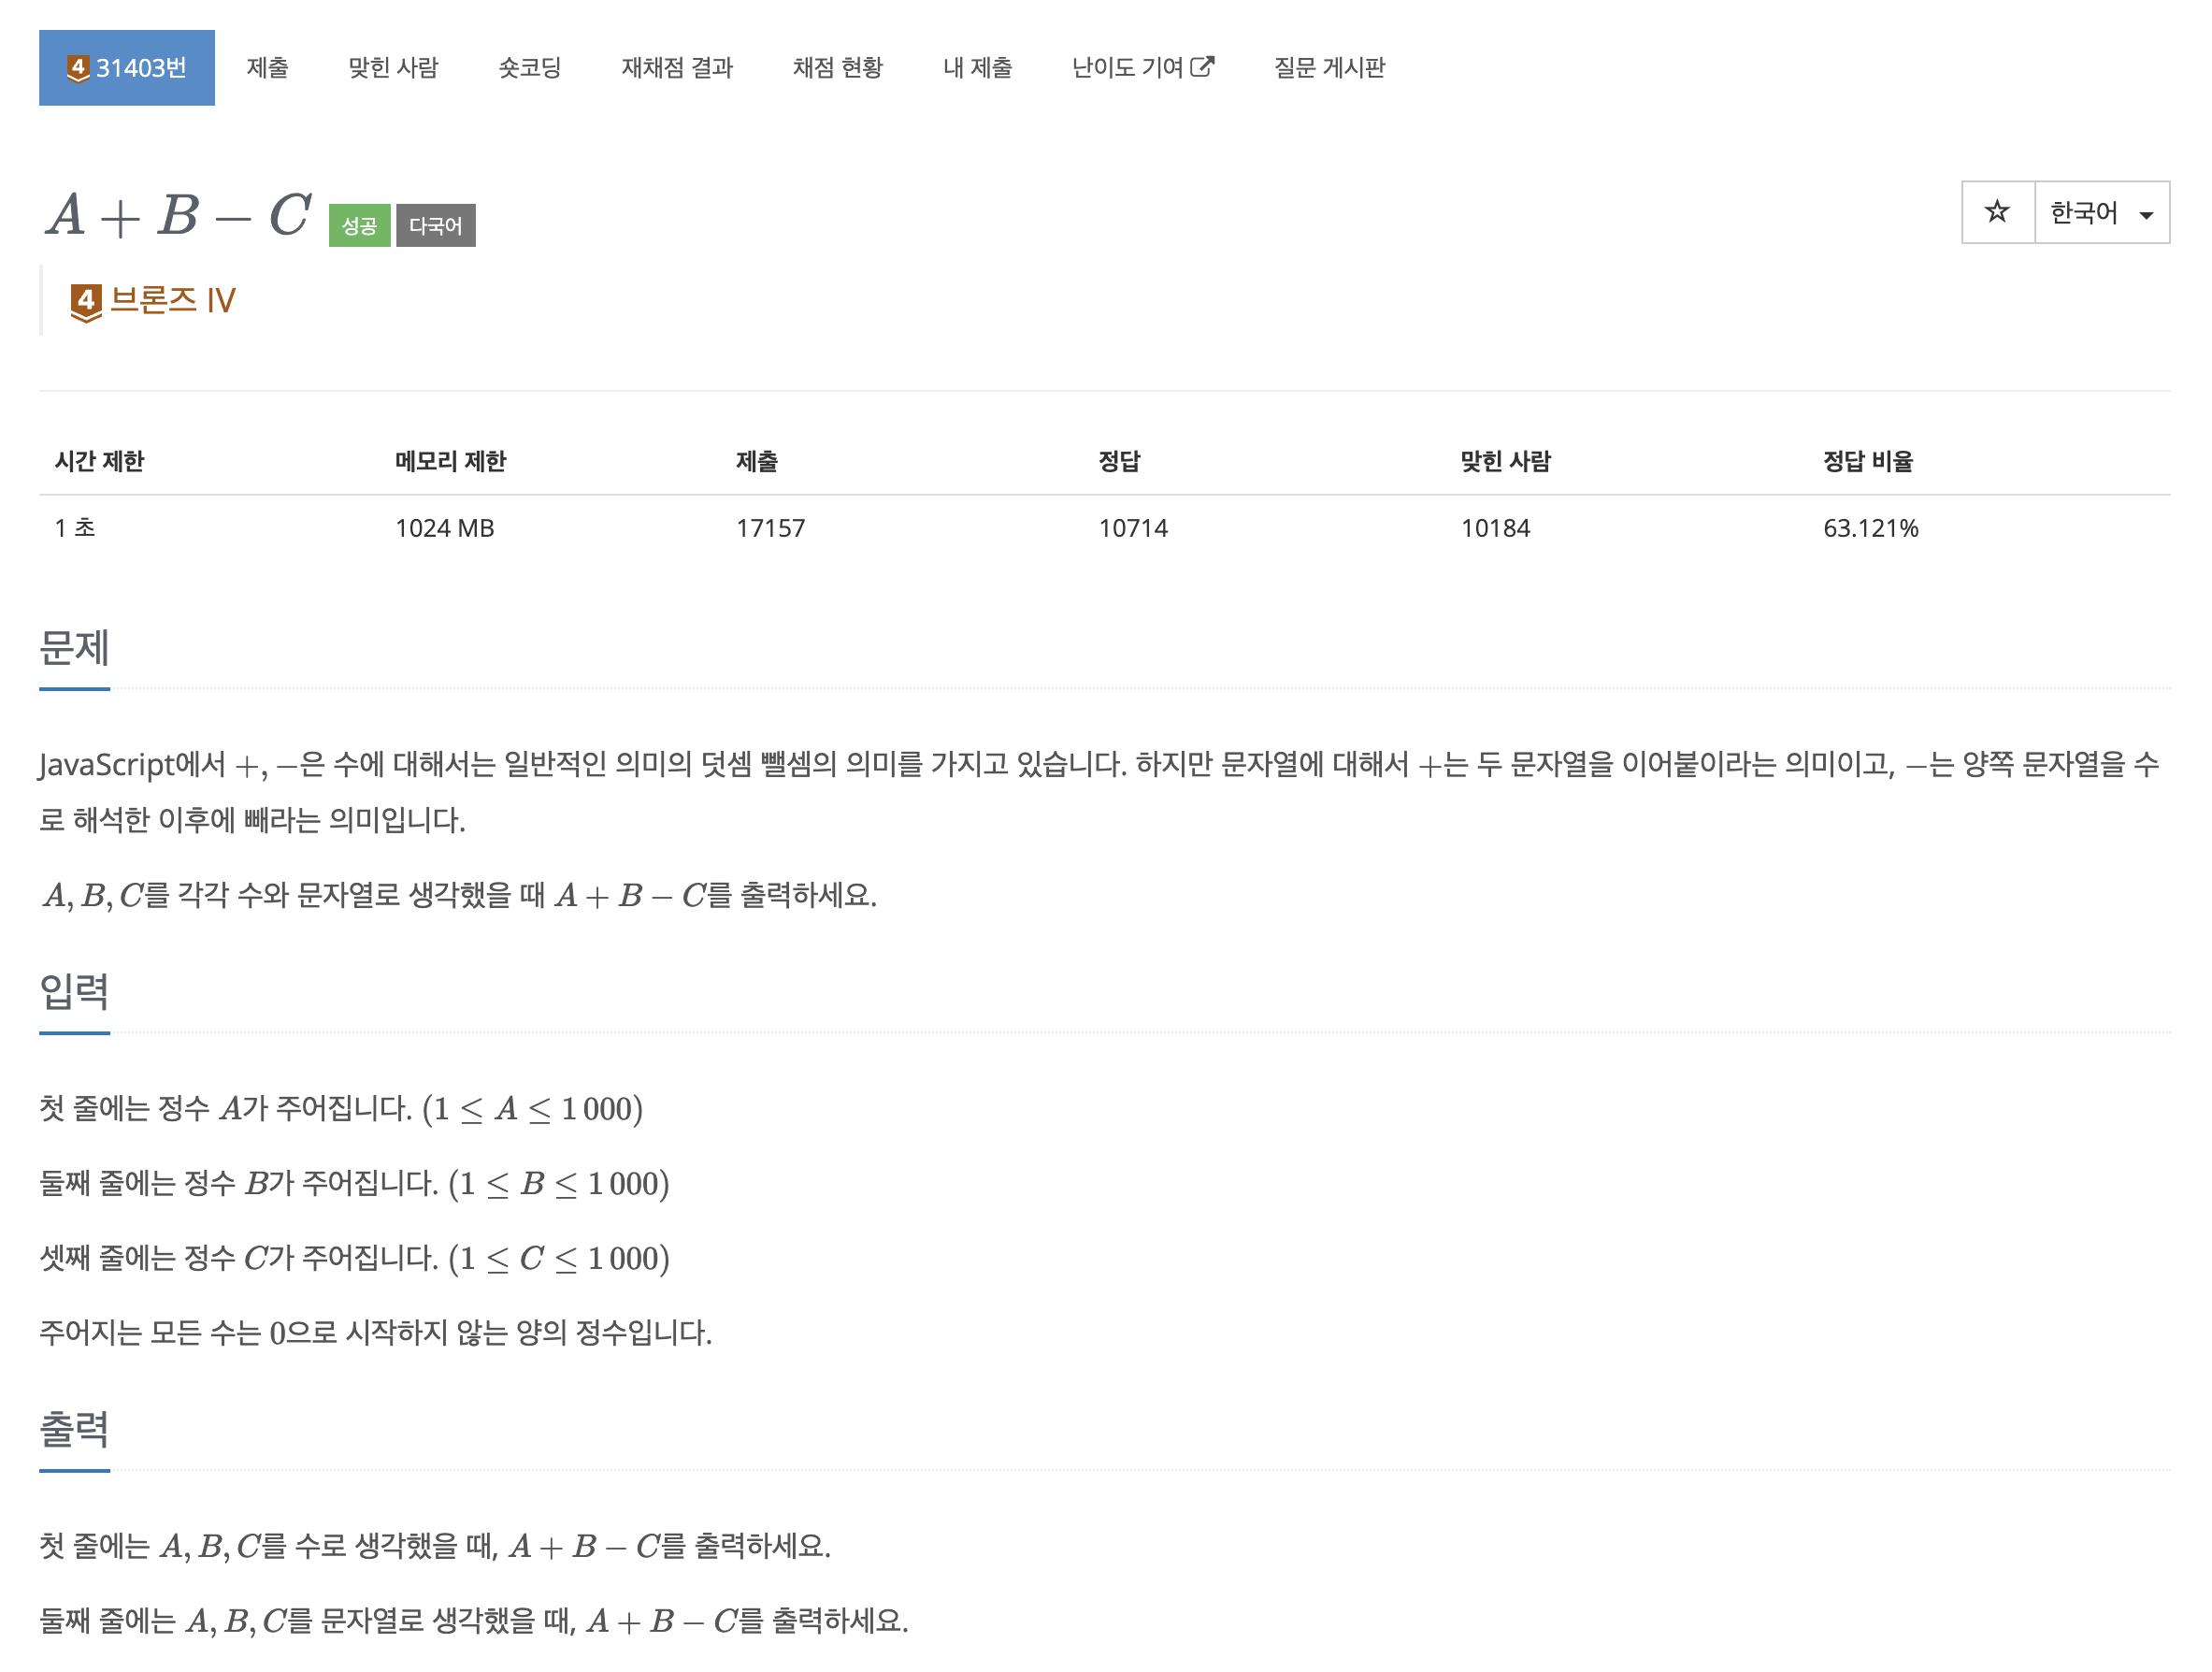 4 31403번 제출 맞힌 사람 숏코딩 재채점 결과 채점 현황 내 제출 난이도 기여 질문 게시판
A + B − C 성공 다국어 ☆ 한국어
4 브론즈 IV
시간 제한 메모리 제한 제출 정답 맞힌 사람 정답 비율
1 초 1024 MB 17157 10714 10184 63.121%
문제
JavaScript에서 +, −은 수에 대해서는 일반적인 의미의 덧셈 뺄셈의 의미를 가지고 있습니다. 하지만 문자열에 대해서 +는 두 문자열을 이어붙이라는 의미이고, −는 양쪽 문자열을 수
로 해석한 이후에 빼라는 의미입니다.
A, B, C를 각각 수와 문자열로 생각했을 때 A + B − C를 출력하세요.
입력
첫 줄에는 정수 A가 주어집니다. (1 ≤ A ≤ 1 000)
둘째 줄에는 정수 B가 주어집니다. (1 ≤ B ≤ 1 000)
셋째 줄에는 정수 C가 주어집니다. (1 ≤ C ≤ 1 000)
주어지는 모든 수는 0으로 시작하지 않는 양의 정수입니다.
출력
첫 줄에는 A, B, C를 수로 생각했을 때, A + B − C를 출력하세요.
둘째 줄에는 A, B, C를 문자열로 생각했을 때, A + B − C를 출력하세요.